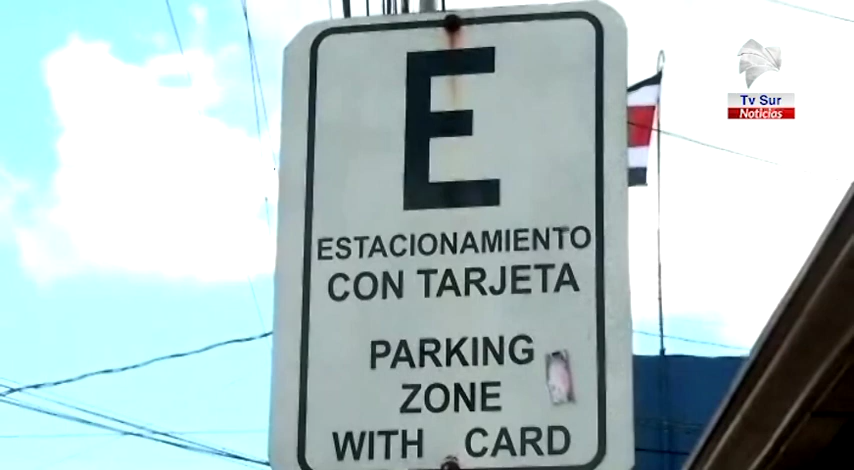 E
ESTACIONAMIENTO
CON TARJETA
PARKING
ZONE
WITH CARD
Tv Sur
Noticias